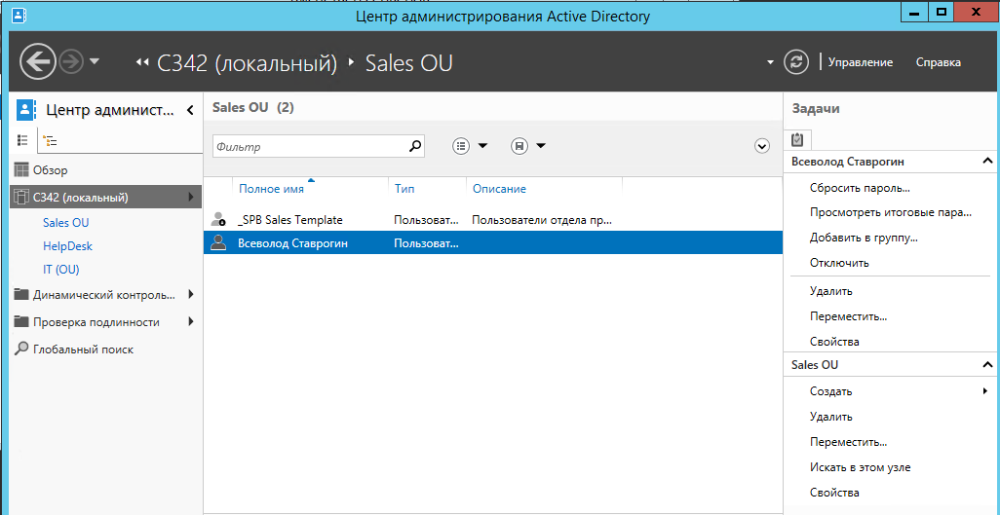 Центр администрирования Active Directory
C342 (локальный) Sales OU
Управление
Справка
Центр админист...
Обзор
C342 (локальный)
Sales OU
HelpDesk
IT (OU)
Динамический контроль...
Проверка подлинности
Глобальный поиск
Sales OU (2)
Фильтр
Полное имя Тип Описание
_SPB Sales Template Пользоват... Пользователи отдела пр...
Всеволод Ставрогин Пользоват...
Задачи
Всеволод Ставрогин
Сбросить пароль...
Просмотреть итоговые пара...
Добавить в группу...
Отключить
Удалить
Переместить...
Свойства
Sales OU
Создать
Удалить
Переместить...
Искать в этом узле
Свойства